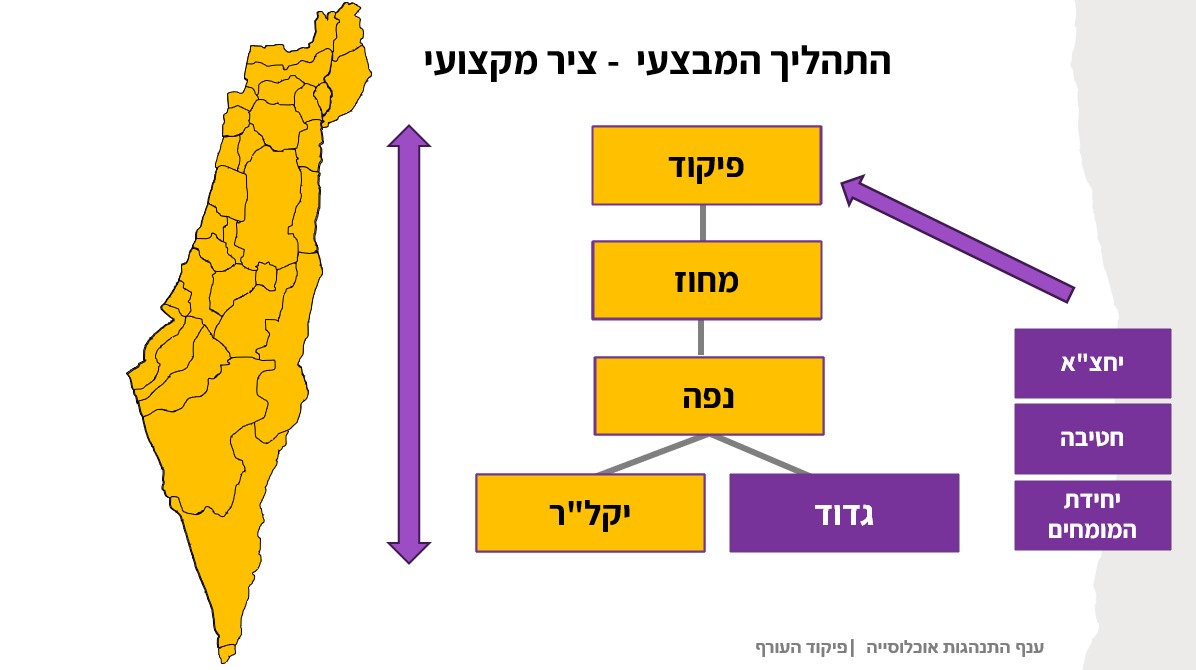 התהליך המבצעי - ציר מקצועי
פיקוד
מחוז
נפה
גדוד
יקל"ר
יחצ"א
חטיבה
יחידת
המומחים
ענף התנהגות אוכלוסייה | פיקוד העורף